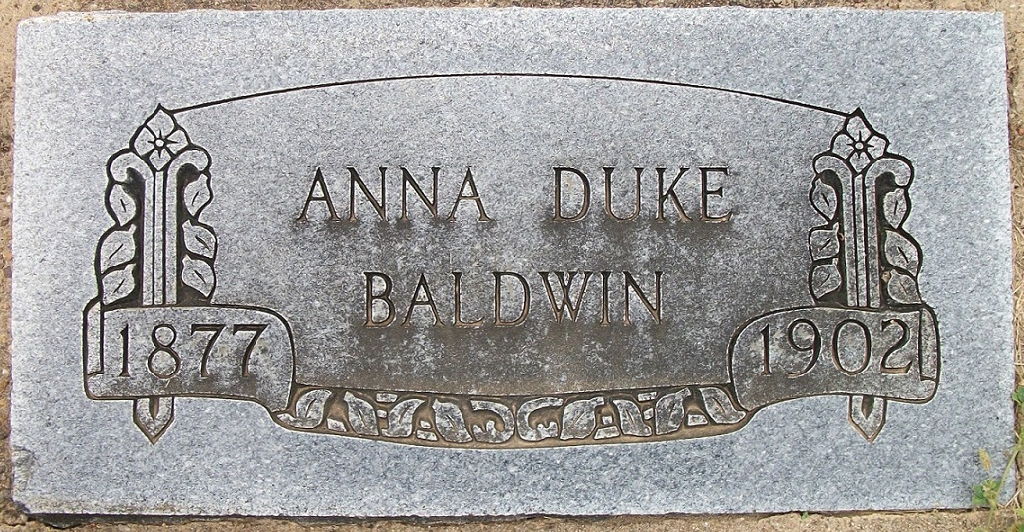 ANNA DUKE
BALDWIN
1877 1902